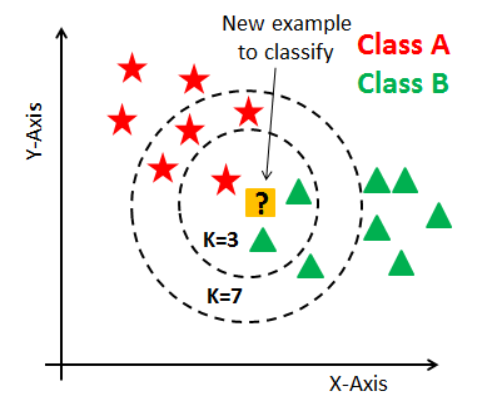 New example
to classify
Class A
Class B
Y-Axis
?
K=3
K=7
X-Axis